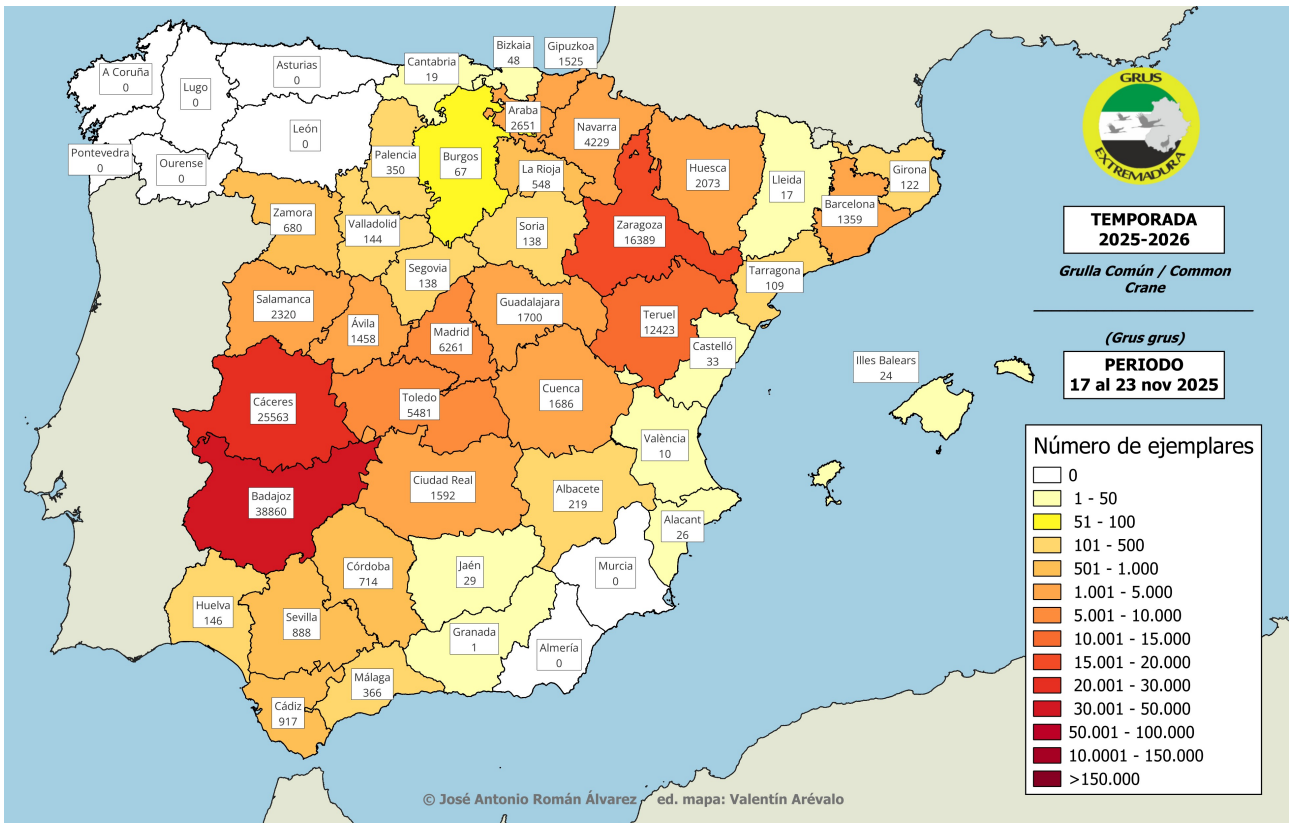 Bizkaia
48
Gipuzkoa
1525
Cantabria
19
Asturias
0
A Coruña
0
Lugo
0
León
0
Pontevedra
0
Ourense
0
Palencia
350
Burgos
67
Araba
2651
Navarra
4229
La Rioja
548
Huesca
2073
Lleida
17
Girona
122
Barcelona
1359
Zamora
680
Valladolid
144
Soria
138
Zaragoza
16389
Segovia
138
Tarragona
109
Salamanca
2320
Ávila
1458
Madrid
6261
Guadalajara
1700
Teruel
12423
Castelló
33
Illes Balears
24
Cáceres
25563
Toledo
5481
Cuenca
1686
València
10
Badajoz
38860
Ciudad Real
1592
Albacete
219
Alacant
26
Córdoba
714
Jaén
29
Murcia
0
Huelva
146
Sevilla
888
Granada
1
Almería
0
Málaga
366
Cádiz
917
GRUS
EXTREMADURA
TEMPORADA
2025-2026
Grulla Común / Common
Crane
(Grus grus)
PERIODO
17 al 23 nov 2025
Número de ejemplares
0
1 - 50
51 - 100
101 - 500
501 - 1.000
1.001 - 5.000
5.001 - 10.000
10.001 - 15.000
15.001 - 20.000
20.001 - 30.000
30.001 - 50.000
50.001 - 100.000
10.0001 - 150.000
>150.000
© José Antonio Román Álvarez ed. mapa: Valentín Arévalo